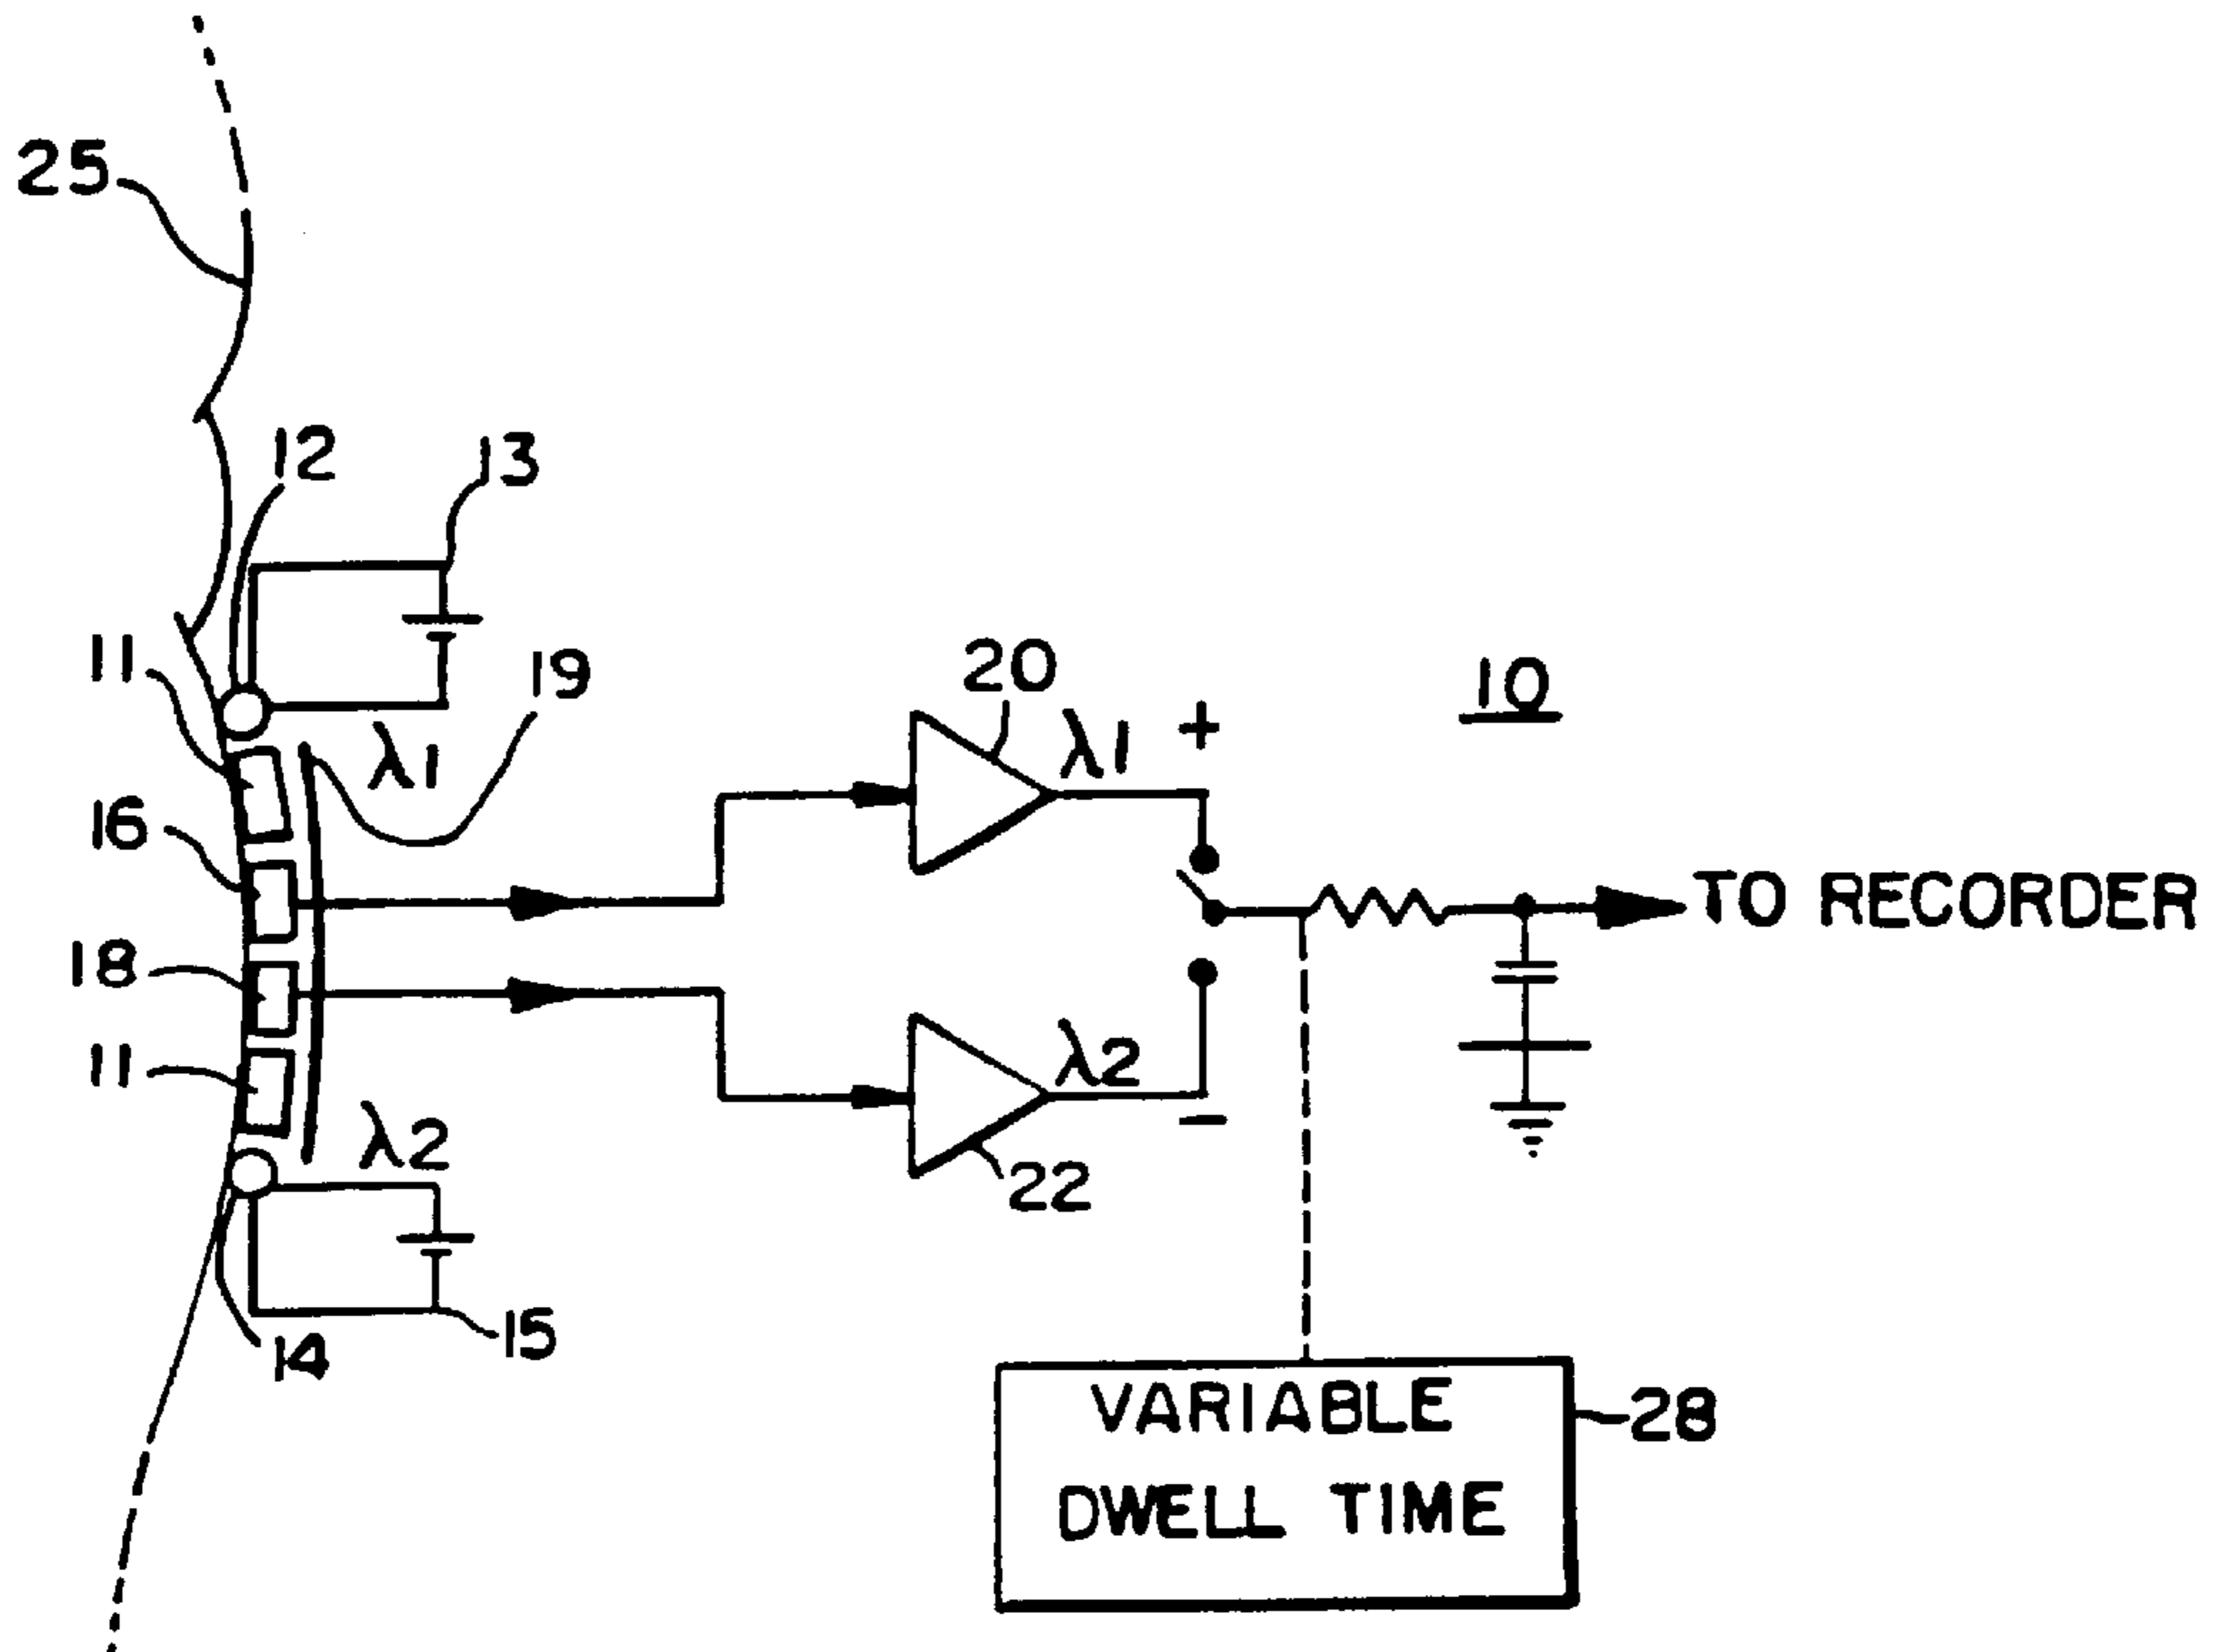 25
12
13
11
19
20
λ1
+
10
λ1
16
TO RECORDER
18
11
λ2
λ2
−
22
14
15
VARIABLE
28
DWELL TIME